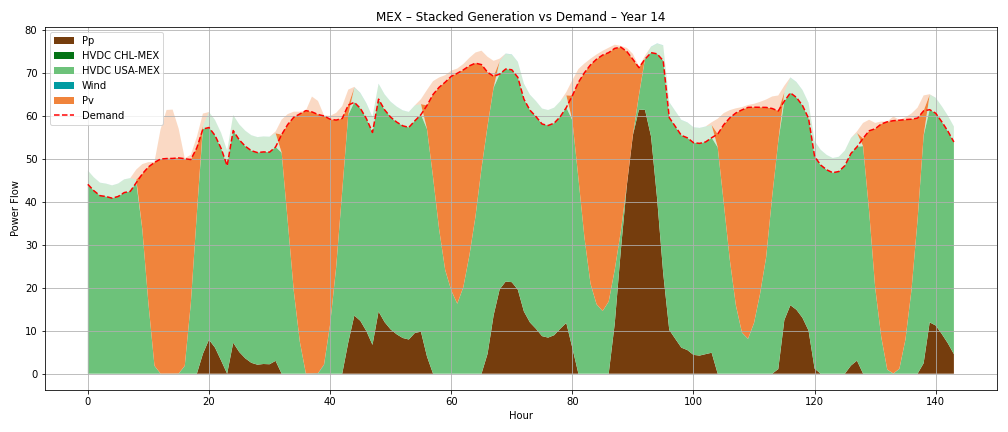 MEX – Stacked Generation vs Demand – Year 14
80
70
60
50
40
30
20
10
0
Power Flow
Pp
HVDC CHL-MEX
HVDC USA-MEX
Wind
Pv
Demand
0 20 40 60 80 100 120 140
Hour